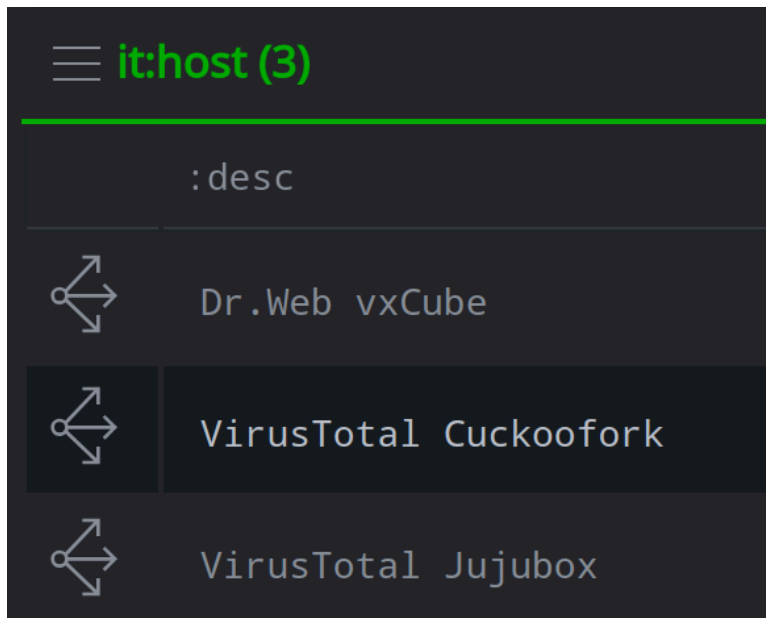 it:host (3)
:desc
Dr.Web vxCube
VirusTotal Cuckoofork
VirusTotal Jujubox